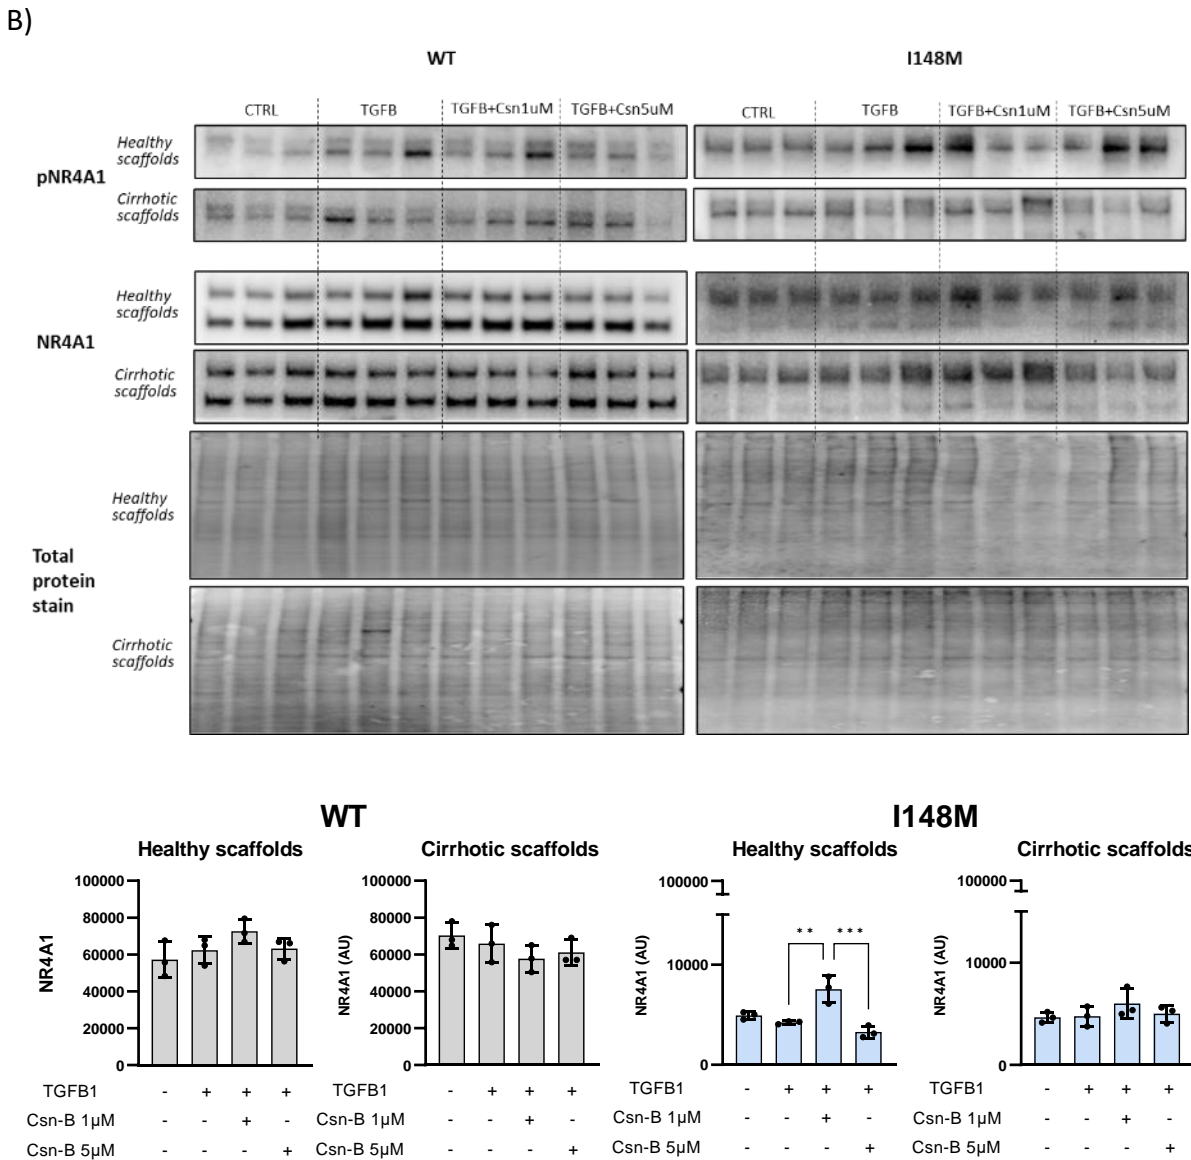 B)
WT I148M
CTRL TGFB TGFB+Csn1uM TGFB+Csn5uM CTRL TGFB TGFB+Csn1uM TGFB+Csn5uM
pNR4A1
Healthy
scaffolds
Cirrhotic
scaffolds
NR4A1
Healthy
scaffolds
Cirrhotic
scaffolds
Total
protein
stain
Healthy
scaffolds
Cirrhotic
scaffolds
WT I148M
Healthy scaffolds Cirrhotic scaffolds Healthy scaffolds Cirrhotic scaffolds
NR4A1
100000
80000
60000
40000
20000
0
NR4A1 (AU)
100000
80000
60000
40000
20000
0
NR4A1 (AU)
100000
10000
0
** ***
NR4A1 (AU)
100000
10000
0
TGFB1 - + + + TGFB1 - + + + TGFB1 - + + + TGFB1 - + + +
Csn-B 1µM - - + - Csn-B 1µM - - + - Csn-B 1µM - - + - Csn-B 1µM - - + -
Csn-B 5µM - - - + Csn-B 5µM - - - + Csn-B 5µM - - - + Csn-B 5µM - - - +